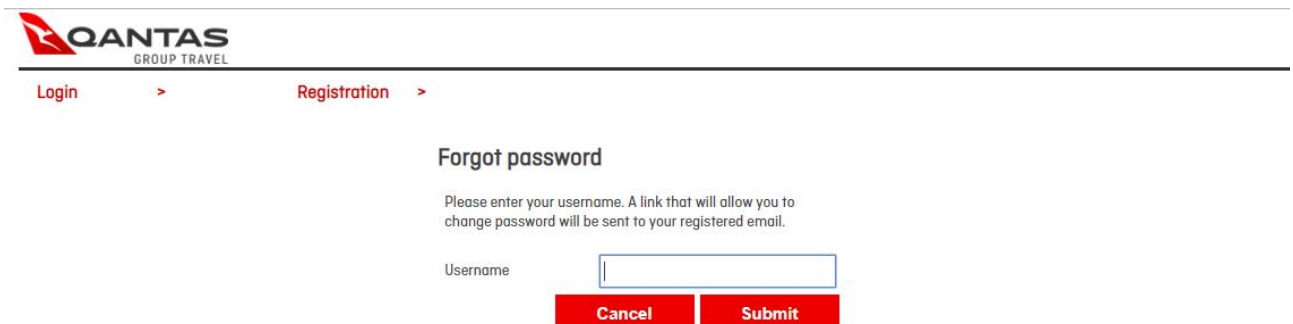 QANTAS
GROUP TRAVEL
Login > Registration >
Forgot password
Please enter your username. A link that will allow you to
change password will be sent to your registered email.
Username
Cancel Submit